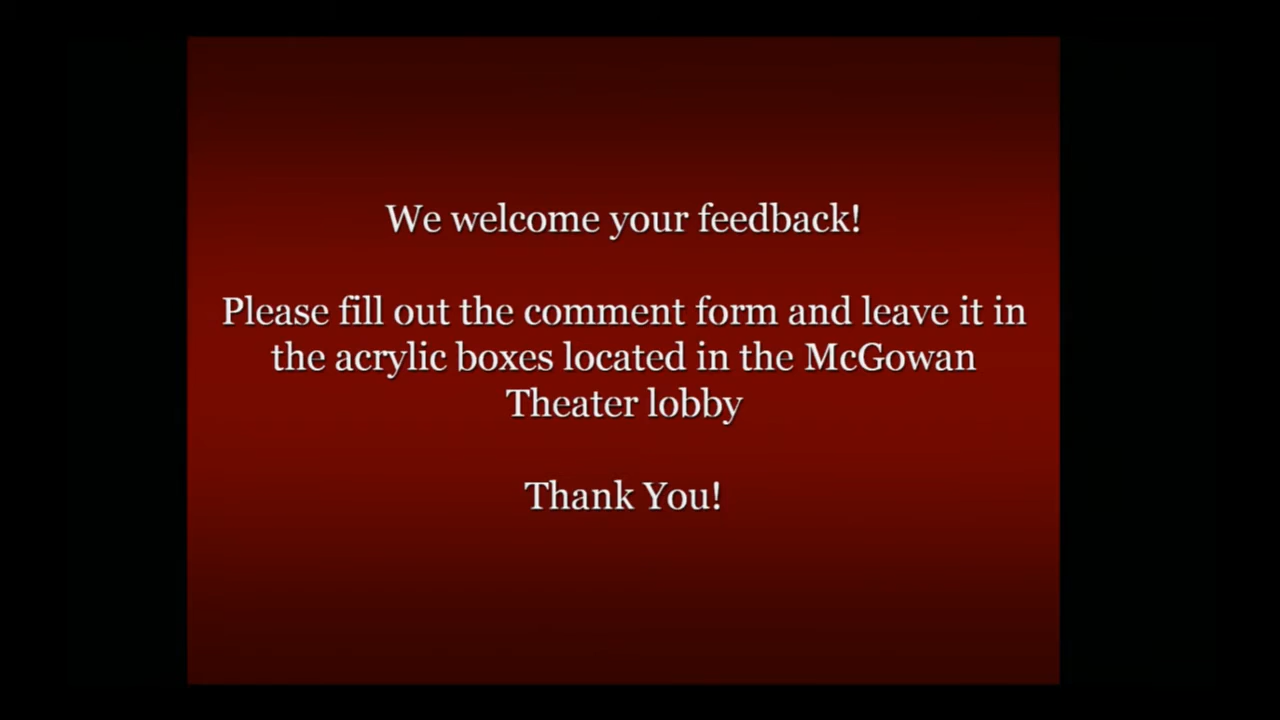 We welcome your feedback!
Please fill out the comment form and leave it in
the acrylic boxes located in the McGowan
Theater lobby
Thank You!